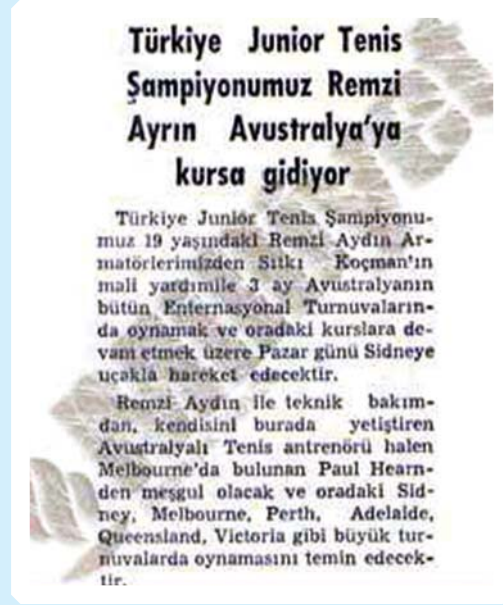 Türkiye Junior Tenis
Şampiyonumuz Remzi
Ayrın Avustralya'ya
kursa gidiyor
Türkiye Junior Tenis Şampiyonu-
muz 19 yaşındaki Remzi Aydın Ar-
matörlerimizden Sıtkı Koçman'ın
mali yardımile 3 ay Avustralyanın
bütün Enternasyonal Turnuvaların-
da oynamak ve oradaki kurslara de-
vam etmek üzere Pazar günü Sidneye
uçakla hareket edecektir.
Remzi Aydın ile teknik bakım-
dan, kendisini burada yetiştiren
Avustralyalı Tenis antrenörü halen
Melbourne'da bulunan Paul Hearn-
den meşgul olacak ve oradaki Sid-
ney, Melbourne, Perth, Adelaide,
Queensland, Victoria gibi büyük tur-
nuvalarda oynamasını temin edecek-
tir.